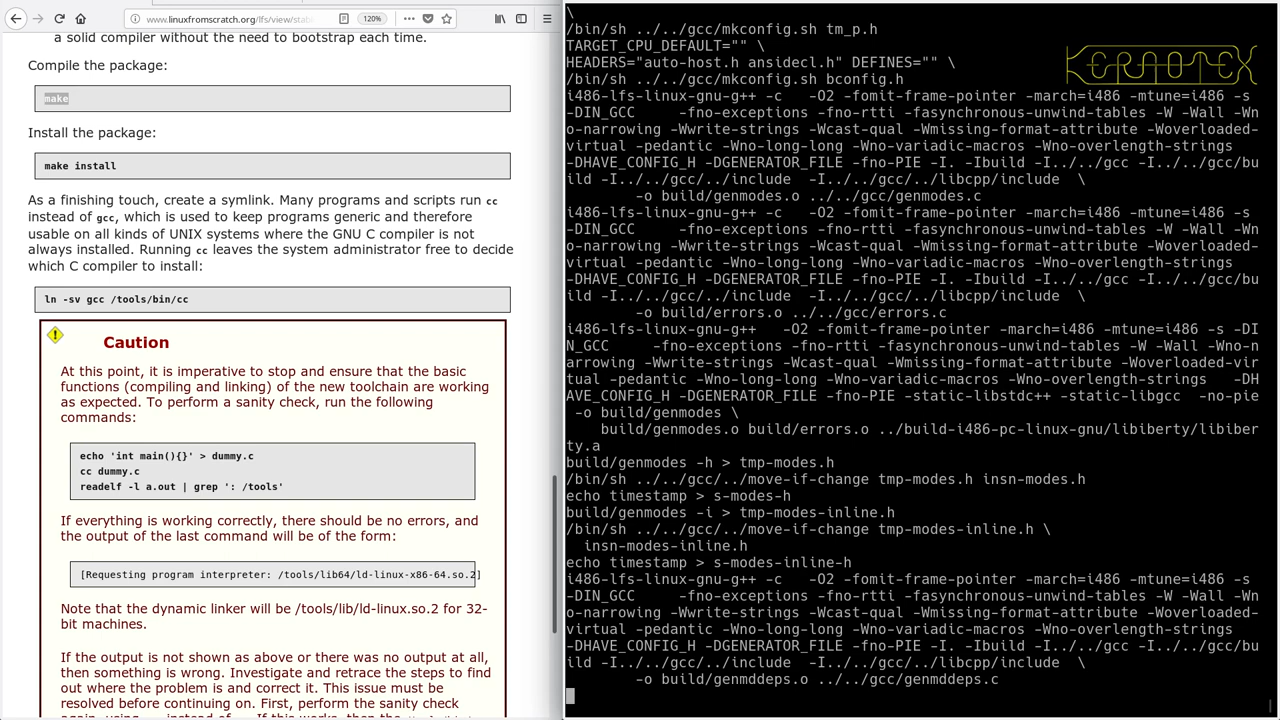 www.linuxfromscratch.org/lfs/view/stab
120%
a solid compiler without the need to bootstrap each time.
Compile the package:
make
Install the package:
make install
As a finishing touch, create a symlink. Many programs and scripts run cc
instead of gcc, which is used to keep programs generic and therefore
usable on all kinds of UNIX systems where the GNU C compiler is not
always installed. Running cc leaves the system administrator free to decide
which C compiler to install:
ln -sv gcc /tools/bin/cc
Caution
At this point, it is imperative to stop and ensure that the basic
functions (compiling and linking) of the new toolchain are working
as expected. To perform a sanity check, run the following
commands:
echo 'int main(){}' > dummy.c
cc dummy.c
readelf -l a.out | grep ': /tools'
If everything is working correctly, there should be no errors, and
the output of the last command will be of the form:
[Requesting program interpreter: /tools/lib64/ld-linux-x86-64.so.2]
Note that the dynamic linker will be /tools/lib/ld-linux.so.2 for 32-
bit machines.
If the output is not shown as above or there was no output at all,
then something is wrong. Investigate and retrace the steps to find
out where the problem is and correct it. This issue must be
resolved before continuing on. First, perform the sanity check
\
/bin/sh ../../gcc/mkconfig.sh tm_p.h
TARGET_CPU_DEFAULT="" \
HEADERS="auto-host.h ansidecl.h" DEFINES="" \
/bin/sh ../../gcc/mkconfig.sh bconfig.h
i486-lfs-linux-gnu-g++ -c   -O2 -fomit-frame-pointer -march=i486 -mtune=i486 -s
-DIN_GCC     -fno-exceptions -fno-rtti -fasynchronous-unwind-tables -W -Wall -Wn
o-narrowing -Wwrite-strings -Wcast-qual -Wmissing-format-attribute -Woverloaded-
virtual -pedantic -Wno-long-long -Wno-variadic-macros -Wno-overlength-strings
-DHAVE_CONFIG_H -DGENERATOR_FILE -fno-PIE -I. -Ibuild -I../../gcc -I../../gcc/bu
ild -I../../gcc/../include  -I../../gcc/../libcpp/include  \
        -o build/genmodes.o ../../gcc/genmodes.c
i486-lfs-linux-gnu-g++ -c   -O2 -fomit-frame-pointer -march=i486 -mtune=i486 -s
-DIN_GCC     -fno-exceptions -fno-rtti -fasynchronous-unwind-tables -W -Wall -Wn
o-narrowing -Wwrite-strings -Wcast-qual -Wmissing-format-attribute -Woverloaded-
virtual -pedantic -Wno-long-long -Wno-variadic-macros -Wno-overlength-strings
-DHAVE_CONFIG_H -DGENERATOR_FILE -fno-PIE -I. -Ibuild -I../../gcc -I../../gcc/bu
ild -I../../gcc/../include  -I../../gcc/../libcpp/include  \
        -o build/errors.o ../../gcc/errors.c
i486-lfs-linux-gnu-g++   -O2 -fomit-frame-pointer -march=i486 -mtune=i486 -s -DI
N_GCC     -fno-exceptions -fno-rtti -fasynchronous-unwind-tables -W -Wall -Wno-n
arrowing -Wwrite-strings -Wcast-qual -Wmissing-format-attribute -Woverloaded-vir
tual -pedantic -Wno-long-long -Wno-variadic-macros -Wno-overlength-strings   -DH
AVE_CONFIG_H -DGENERATOR_FILE -fno-PIE -static-libstdc++ -static-libgcc  -no-pie
 -o build/genmodes \
    build/genmodes.o build/errors.o ../build-i486-pc-linux-gnu/libiberty/libiber
ty.a
build/genmodes -h > tmp-modes.h
/bin/sh ../../gcc/../move-if-change tmp-modes.h insn-modes.h
echo timestamp > s-modes-h
build/genmodes -i > tmp-modes-inline.h
/bin/sh ../../gcc/../move-if-change tmp-modes-inline.h \
  insn-modes-inline.h
echo timestamp > s-modes-inline-h
i486-lfs-linux-gnu-g++ -c   -O2 -fomit-frame-pointer -march=i486 -mtune=i486 -s
-DIN_GCC     -fno-exceptions -fno-rtti -fasynchronous-unwind-tables -W -Wall -Wn
o-narrowing -Wwrite-strings -Wcast-qual -Wmissing-format-attribute -Woverloaded-
virtual -pedantic -Wno-long-long -Wno-variadic-macros -Wno-overlength-strings
-DHAVE_CONFIG_H -DGENERATOR_FILE -fno-PIE -I. -Ibuild -I../../gcc -I../../gcc/bu
ild -I../../gcc/../include  -I../../gcc/../libcpp/include  \
        -o build/genmddeps.o ../../gcc/genmddeps.c